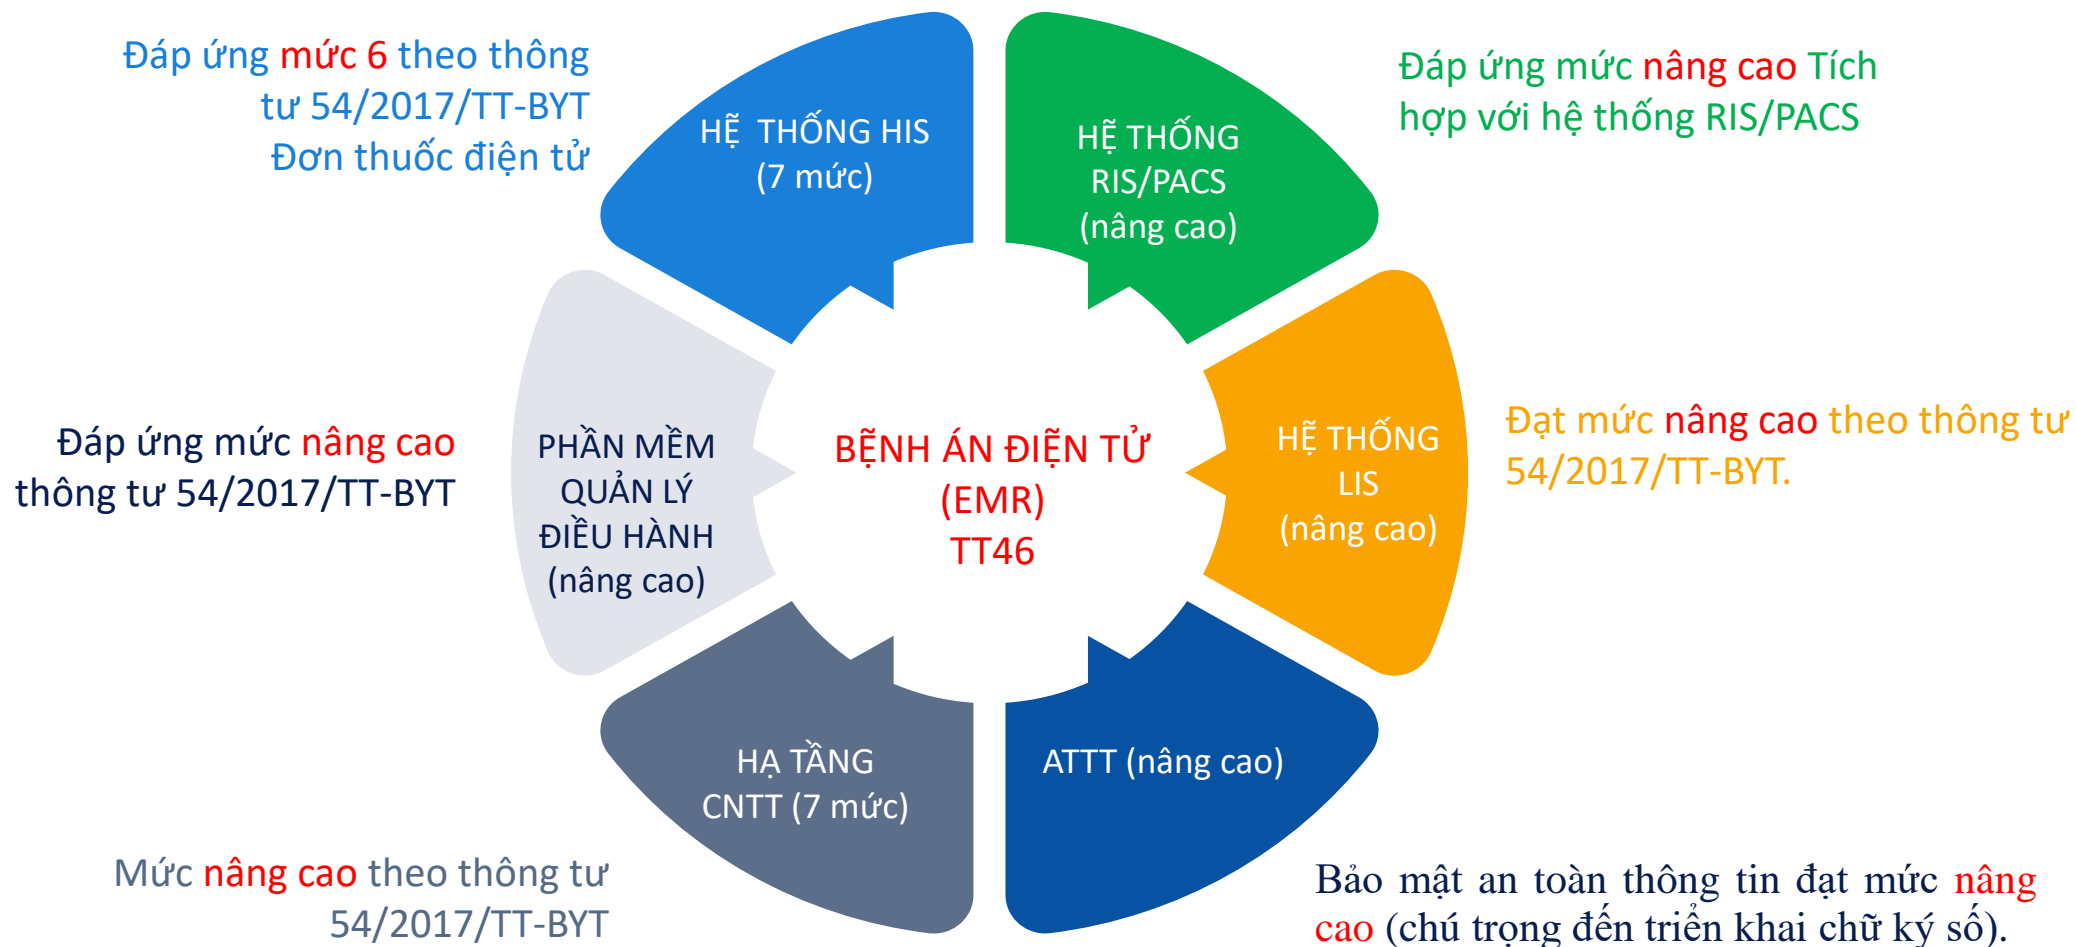 Đáp ứng mức 6 theo thông
tư 54/2017/TT-BYT
Đơn thuốc điện tử
HỆ THỐNG HIS
(7 mức)
HỆ THỐNG
RIS/PACS
(nâng cao)
Đáp ứng mức nâng cao Tích
hợp với hệ thống RIS/PACS
Đáp ứng mức nâng cao
thông tư 54/2017/TT-BYT
PHẦN MỀM
QUẢN LÝ
ĐIỀU HÀNH
(nâng cao)
BỆNH ÁN ĐIỆN TỬ
(EMR)
TT46
HỆ THỐNG
LIS
(nâng cao)
Đạt mức nâng cao theo thông tư
54/2017/TT-BYT.
HẠ TẦNG
CNTT (7 mức)
ATTT (nâng cao)
Mức nâng cao theo thông tư
54/2017/TT-BYT
Bảo mật an toàn thông tin đạt mức nâng
cao (chú trọng đến triển khai chữ ký số).